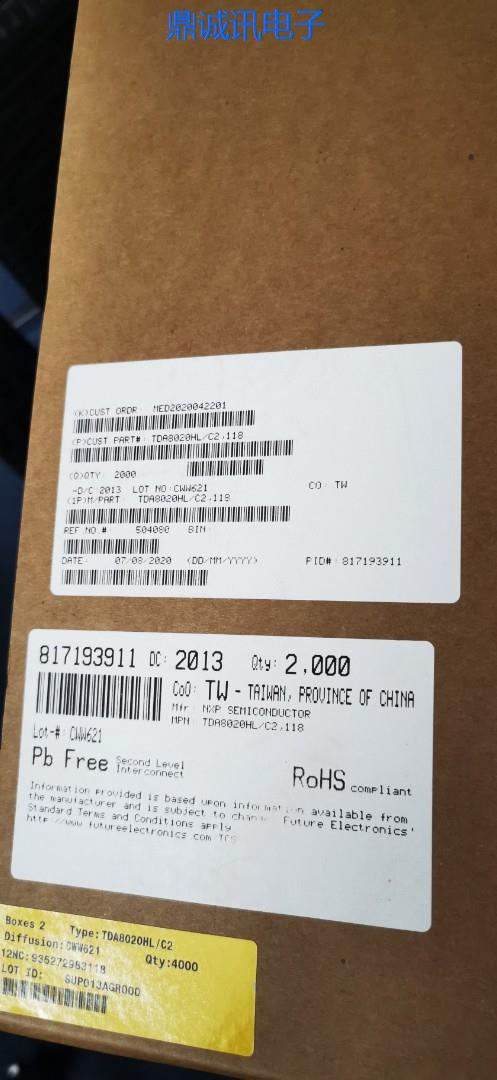 鼎诚讯电子
(K)CUST ORDR: MED2020042201
(P)CUST PART#: TDA8020HL/C2,118
(Q)QTY: 2000
-D/C:2013 LOT NO:CWW621 CO: TW
(1P)M/PART: TDA8020HL/C2,118
REF.NO.# 504080 BIN:
DATE: 07/08/2020 (DD/MM/YYYY) PID#: 817193911
817193911 DC: 2013 Qty: 2,000
CoO: TW - TAIWAN, PROVINCE OF CHINA
Mfr: NXP SEMICONDUCTOR
MPN: TDA8020HL/C2,118
Lot-#: CWW621
Pb Free Second Level
Interconnect
RoHS compliant
Information provided is based upon information available from
the manufacturer and is subject to change. Future Electronics'
Standard Terms and Conditions apply
http://www.futureelectronics.com/TCS
Boxes 2 Type:TDA8020HL/C2
Diffusion:CWW621 Qty:4000
12NC:935272953118
LOT ID: SUP013AGR000